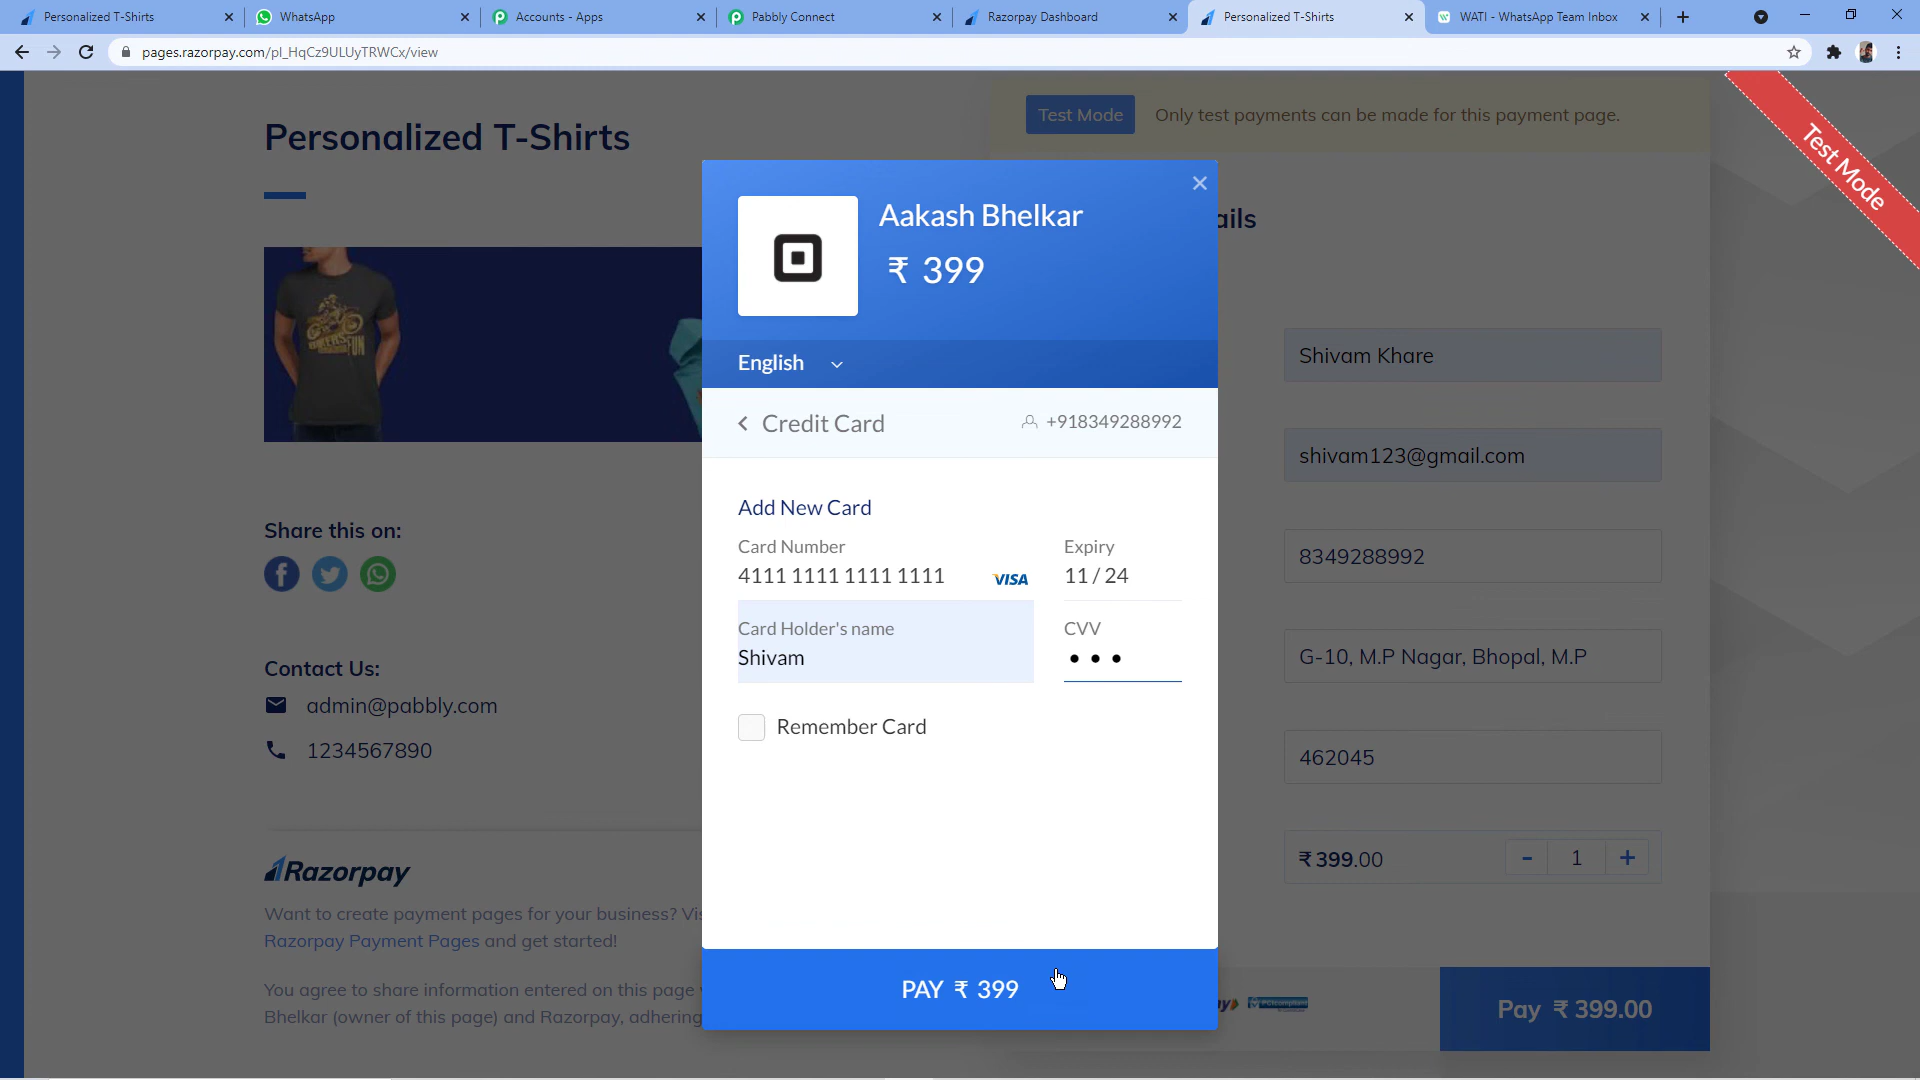 Personalized T-Shirts
WhatsApp
Accounts - Apps
Pabbly Connect
Razorpay Dashboard
Personalized T-Shirts
WATI - WhatsApp Team Inbox
pages.razorpay.com/pl_HqCz9ULUyTRWCx/view
Personalized T-Shirts
Share this on:
Contact Us:
admin@pabbly.com
1234567890
Razorpay
Want to create payment pages for your business? Vi
Razorpay Payment Pages and get started!
You agree to share information entered on this page
Bhelkar (owner of this page) and Razorpay, adhering
Aakash Bhelkar
₹ 399
English
Credit Card
+918349288992
Add New Card
Card Number
4111 1111 1111 1111
VISA
Expiry
11 / 24
Card Holder's name
Shivam
CVV
Remember Card
PAY ₹ 399
Test Mode
Only test payments can be made for this payment page.
Test Mode
ails
Shivam Khare
shivam123@gmail.com
8349288992
G-10, M.P Nagar, Bhopal, M.P
462045
₹ 399.00
- 1 +
Pay ₹ 399.00